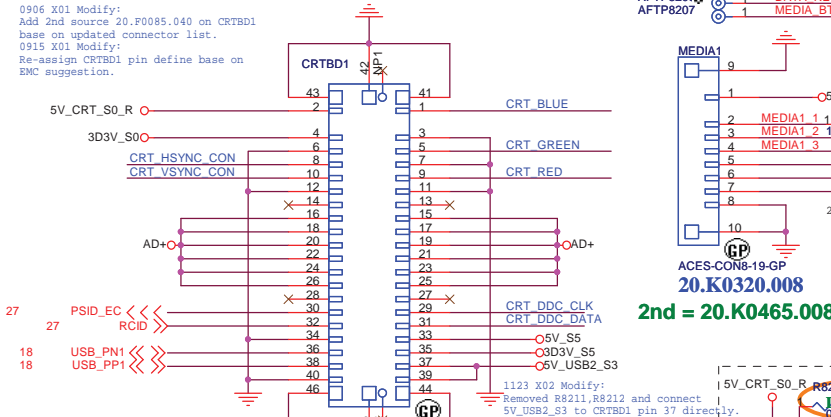 0906 X01 Modify:
Add 2nd source 20.F0085.040 on CRTBD1
base on updated connector list.
0915 X01 Modify:
Re-assign CRTBD1 pin define base on
EMC suggestion.
CRTBD1
42
NP1
43
41
5V_CRT_S0_R
2
1
CRT_BLUE
3D3V_S0
4
3
6
5
CRT_GREEN
CRT_HSYNC_CON
8
7
CRT_VSYNC_CON
10
9
CRT_RED
12
11
14
13
16
15
18
17
AD+
20
19
AD+
22
21
24
23
26
25
28
27
27
PSID_EC
30
29
CRT_DDC_CLK
27
RCID
32
31
CRT_DDC_DATA
34
33
5V_S5
18
USB_PN1
36
35
3D3V_S5
18
USB_PP1
38
37
5V_USB2_S3
40
39
46
44
GP
1123 X02 Modify:
Removed R8211,R8212 and connect
5V_USB2_S3 to CRTBD1 pin 37 directly.
AFTP8207
1
MEDIA_BT
MEDIA1
9
1
5
2
MEDIA1_1
1
3
MEDIA1_2
1
4
MEDIA1_3
5
6
7
8
2
10
GP
ACES-CON8-19-GP
20.K0320.008
2nd = 20.K0465.008
5V_CRT_S0_R
R82